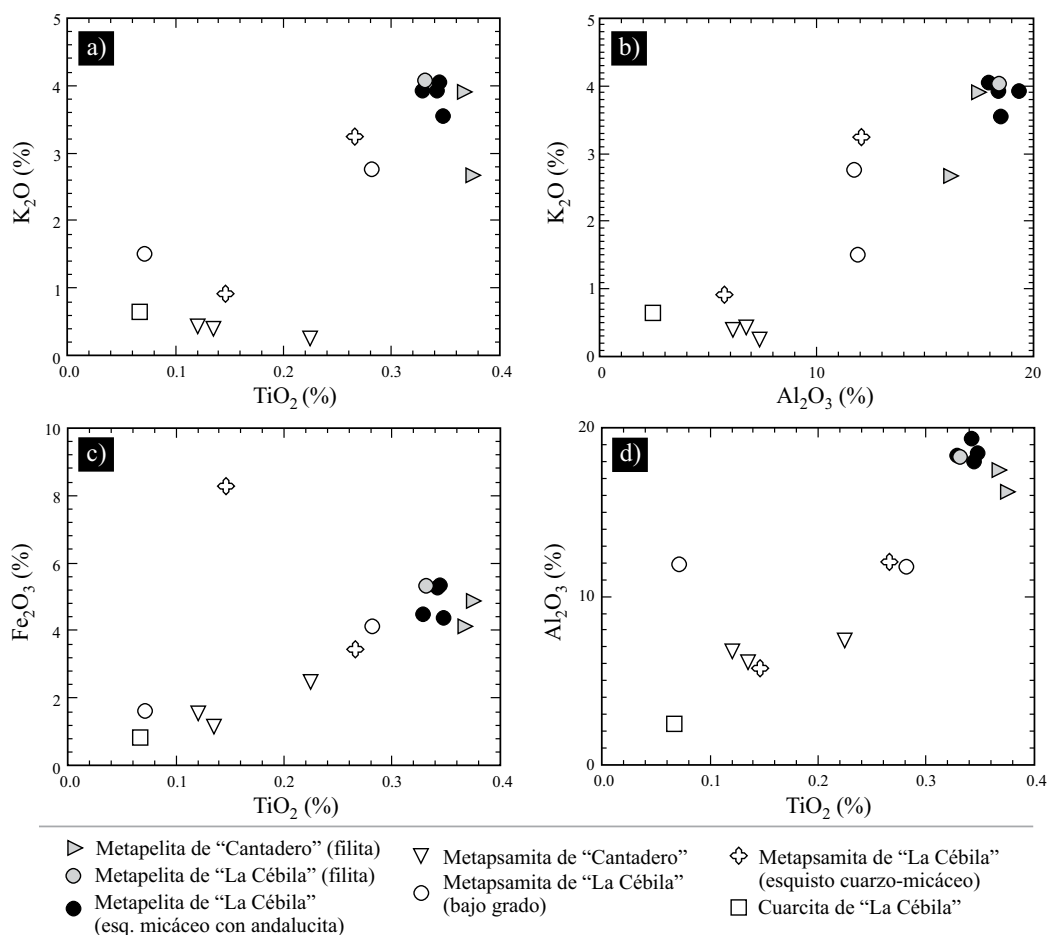 a)
5
4
3
2
1
0
K₂O (%)
0.0 0.1 0.2 0.3 0.4
TiO₂ (%)
b)
5
4
3
2
1
0
K₂O (%)
0 10 20
Al₂O₃ (%)
c)
10
8
6
4
2
0
Fe₂O₃ (%)
0.0 0.1 0.2 0.3 0.4
TiO₂ (%)
d)
20
10
0
Al₂O₃ (%)
0.0 0.1 0.2 0.3 0.4
TiO₂ (%)
Metapelita de “Cantadero” (filita)
Metapelita de “La Cébila” (filita)
Metapelita de “La Cébila”
(esq. micáceo con andalucita)
Metapsamita de “Cantadero”
Metapsamita de “La Cébila”
(bajo grado)
Metapsamita de “La Cébila”
(esquisto cuarzo-micáceo)
Cuarcita de “La Cébila”